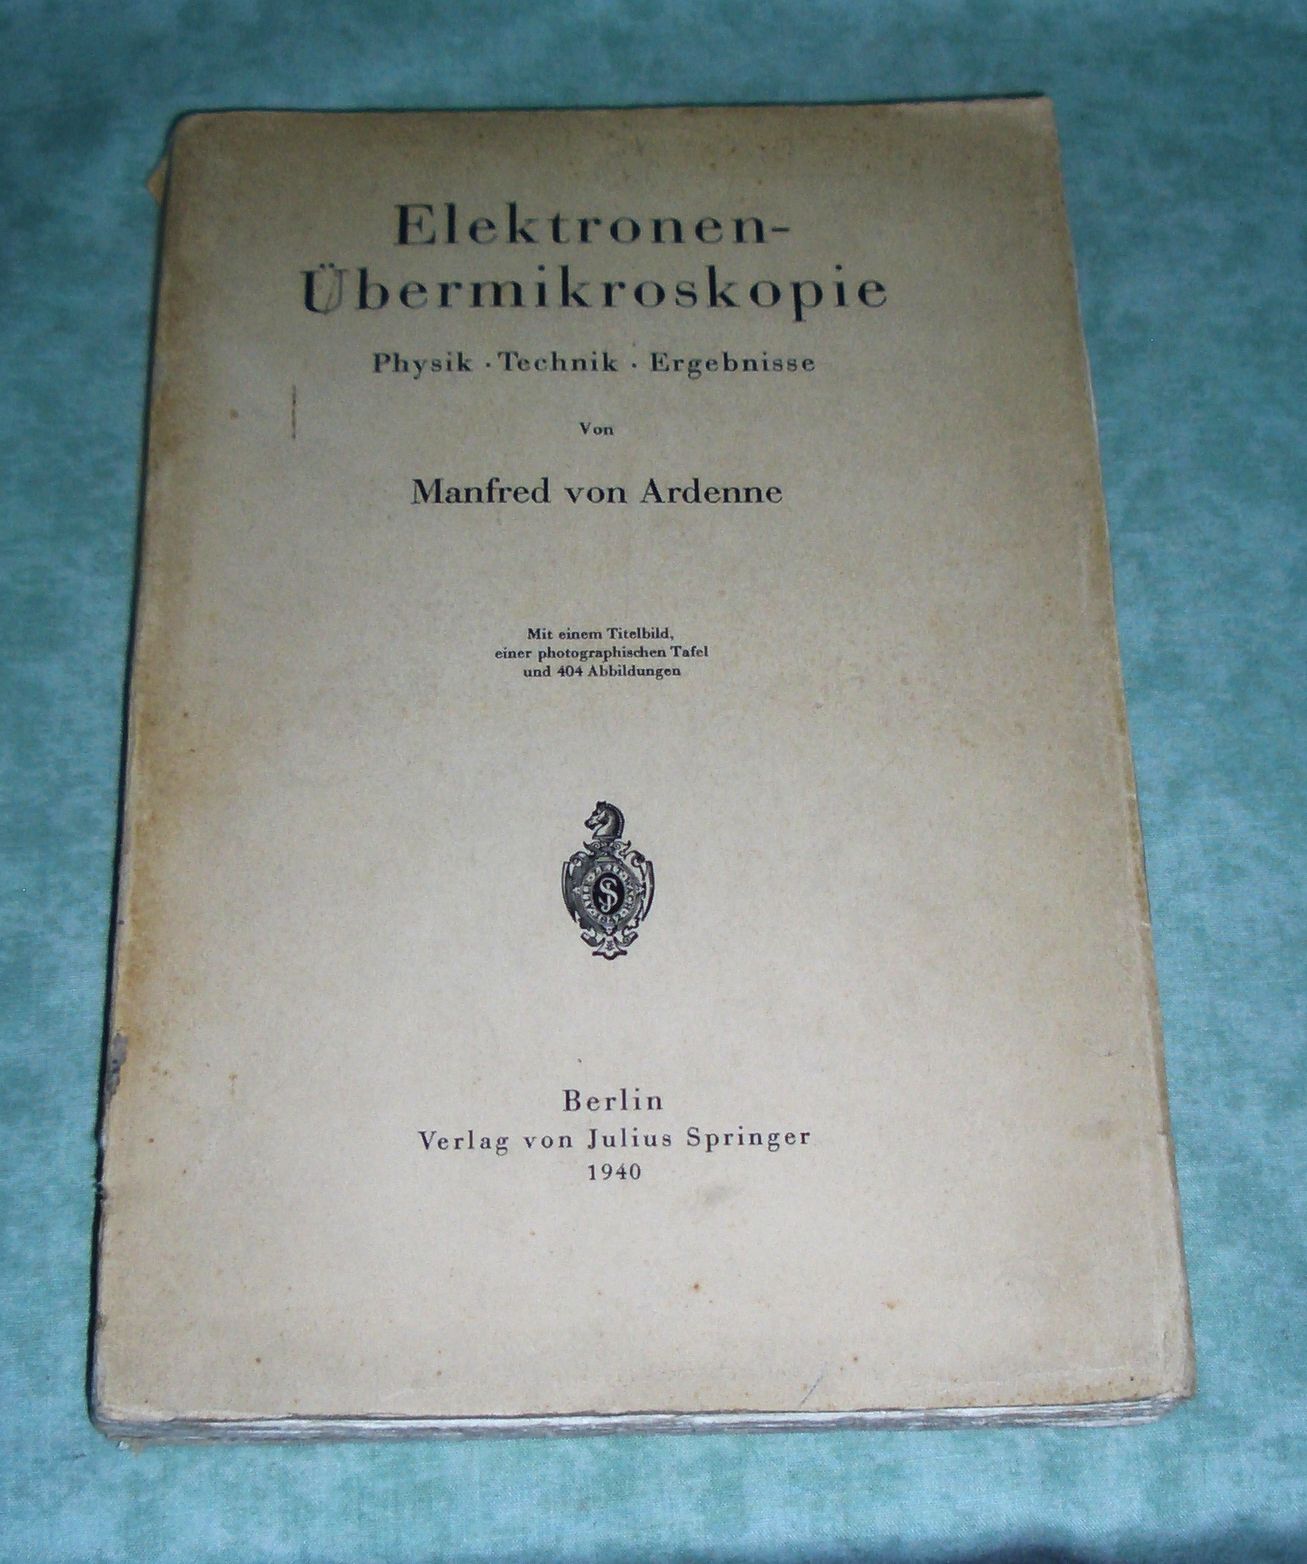 Elektronen-
Übermikroskopie
Physik · Technik · Ergebnisse
Von
Manfred von Ardenne
Mit einem Titelbild,
einer photographischen Tafel
und 404 Abbildungen
Berlin
Verlag von Julius Springer
1940